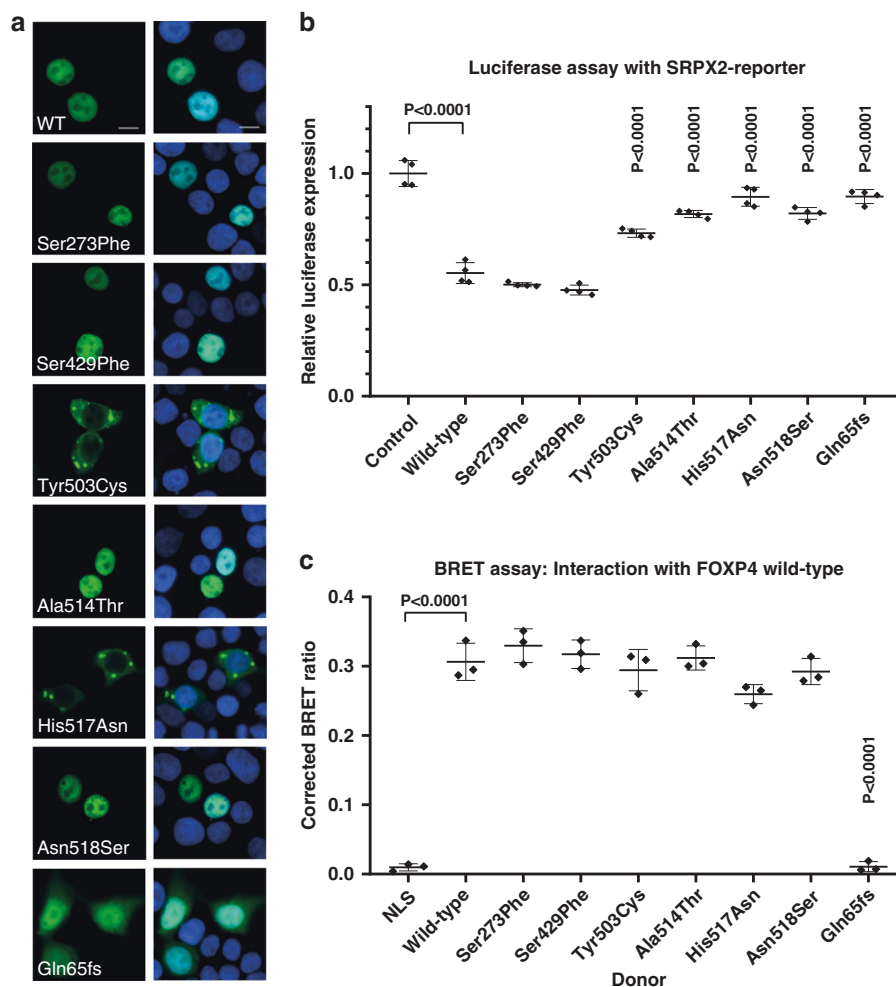 a
WT
Ser273Phe
Ser429Phe
Tyr503Cys
Ala514Thr
His517Asn
Asn518Ser
Gln65fs
b
Luciferase assay with SRPX2-reporter
P<0.0001
P<0.0001
P<0.0001
P<0.0001
P<0.0001
P<0.0001
Relative luciferase expression
1.0
0.5
0.0
Control
Wild-type
Ser273Phe
Ser429Phe
Tyr503Cys
Ala514Thr
His517Asn
Asn518Ser
Gln65fs
c
BRET assay: Interaction with FOXP4 wild-type
P<0.0001
P<0.0001
Corrected BRET ratio
0.4
0.3
0.2
0.1
0.0
NLS
Wild-type
Ser273Phe
Ser429Phe
Tyr503Cys
Ala514Thr
His517Asn
Asn518Ser
Gln65fs
Donor